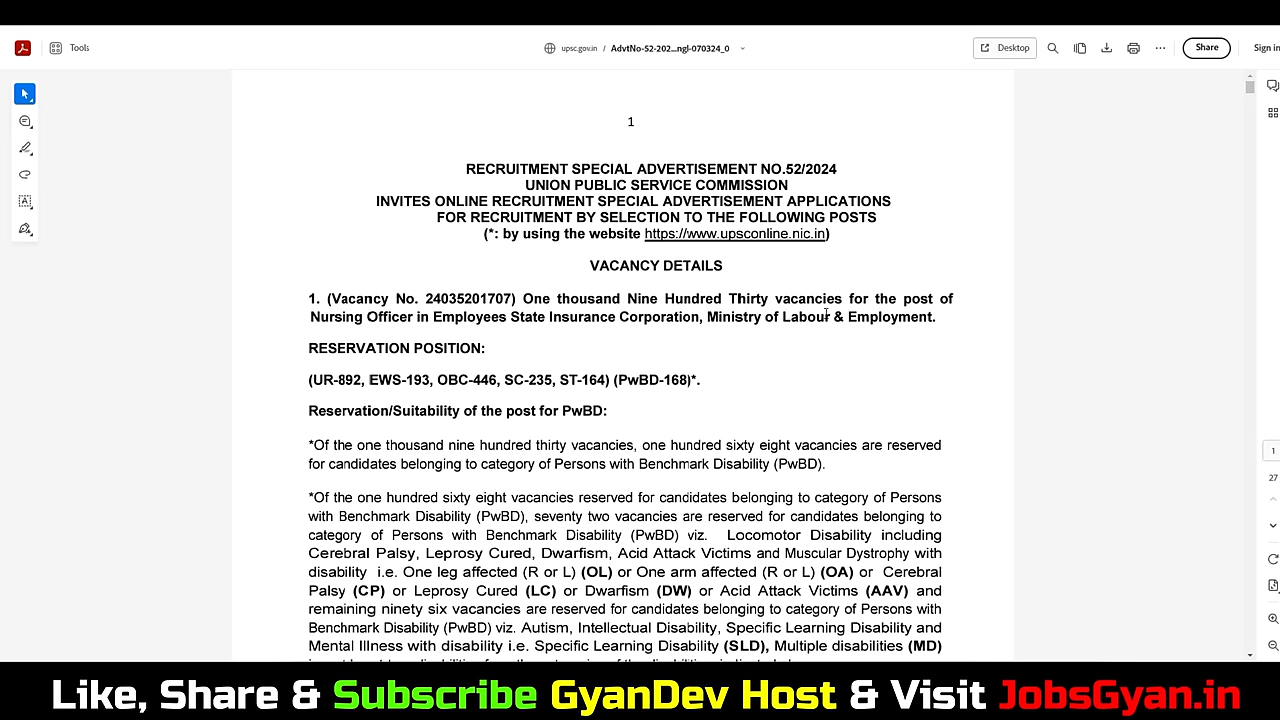 Tools
upsc.gov.in / AdvtNo-52-202...ngl-070324_0
Desktop
Share
Sign in
1
RECRUITMENT SPECIAL ADVERTISEMENT NO.52/2024
UNION PUBLIC SERVICE COMMISSION
INVITES ONLINE RECRUITMENT SPECIAL ADVERTISEMENT APPLICATIONS
FOR RECRUITMENT BY SELECTION TO THE FOLLOWING POSTS
(*: by using the website https://www.upsconline.nic.in)
VACANCY DETAILS
1. (Vacancy No. 24035201707) One thousand Nine Hundred Thirty vacancies for the post of
Nursing Officer in Employees State Insurance Corporation, Ministry of Labour & Employment.
RESERVATION POSITION:
(UR-892, EWS-193, OBC-446, SC-235, ST-164) (PwBD-168)*.
Reservation/Suitability of the post for PwBD:
*Of the one thousand nine hundred thirty vacancies, one hundred sixty eight vacancies are reserved
for candidates belonging to category of Persons with Benchmark Disability (PwBD).
*Of the one hundred sixty eight vacancies reserved for candidates belonging to category of Persons
with Benchmark Disability (PwBD), seventy two vacancies are reserved for candidates belonging to
category of Persons with Benchmark Disability (PwBD) viz. Locomotor Disability including
Cerebral Palsy, Leprosy Cured, Dwarfism, Acid Attack Victims and Muscular Dystrophy with
disability i.e. One leg affected (R or L) (OL) or One arm affected (R or L) (OA) or Cerebral
Palsy (CP) or Leprosy Cured (LC) or Dwarfism (DW) or Acid Attack Victims (AAV) and
remaining ninety six vacancies are reserved for candidates belonging to category of Persons with
Benchmark Disability (PwBD) viz. Autism, Intellectual Disability, Specific Learning Disability and
Mental Illness with disability i.e. Specific Learning Disability (SLD), Multiple disabilities (MD)
1
27
Like, Share & Subscribe GyanDev Host & Visit JobsGyan.in